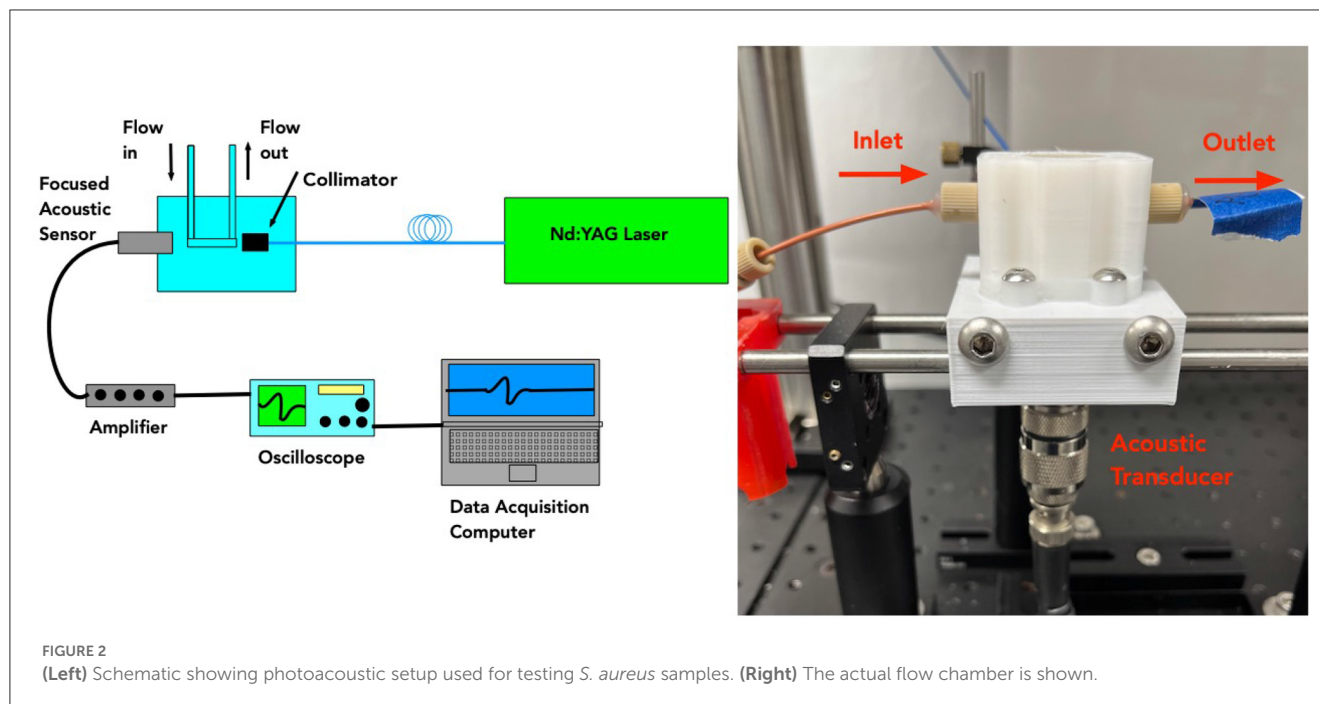 Flow
in
Flow
out
Focused
Acoustic
Sensor
Collimator
Nd:YAG Laser
Amplifier
Oscilloscope
Data Acquisition
Computer
Inlet
Outlet
Acoustic
Transducer
FIGURE 2
(Left) Schematic showing photoacoustic setup used for testing S. aureus samples. (Right) The actual flow chamber is shown.